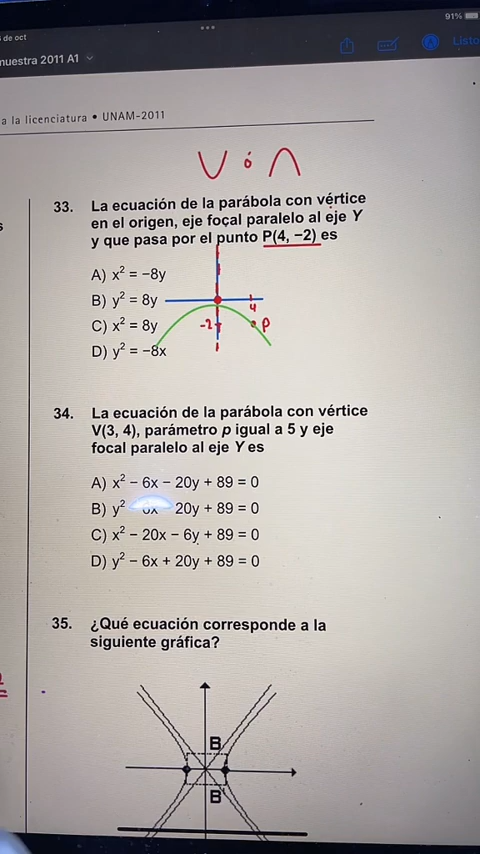 91%
de oct
Listo
muestra 2011 A1
a la licenciatura • UNAM-2011
V ó Λ
33. La ecuación de la parábola con vértice
en el origen, eje focal paralelo al eje Y
y que pasa por el punto P(4, −2) es
A) x² = −8y
B) y² = 8y
C) x² = 8y
D) y² = −8x
4
-2
P
34. La ecuación de la parábola con vértice
V(3, 4), parámetro p igual a 5 y eje
focal paralelo al eje Y es
A) x² − 6x − 20y + 89 = 0
B) y² 20y + 89 = 0
C) x² − 20x − 6y + 89 = 0
D) y² − 6x + 20y + 89 = 0
35. ¿Qué ecuación corresponde a la
siguiente gráfica?
B
B'